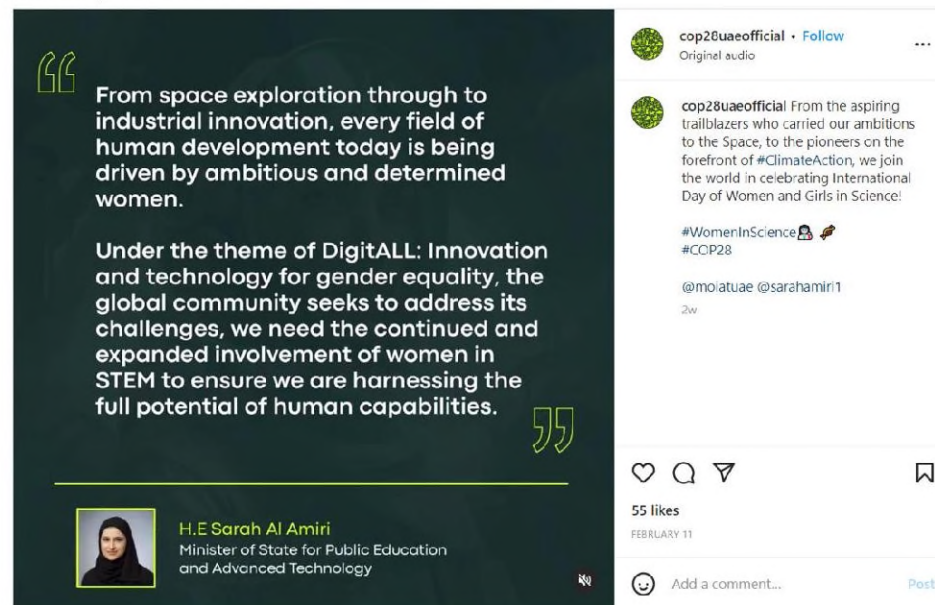 From space exploration through to
industrial innovation, every field of
human development today is being
driven by ambitious and determined
women.
Under the theme of DigitALL: Innovation
and technology for gender equality, the
global community seeks to address its
challenges, we need the continued and
expanded involvement of women in
STEM to ensure we are harnessing the
full potential of human capabilities.
H.E Sarah Al Amiri
Minister of State for Public Education
and Advanced Technology
cop28uaeofficial • Follow
Original audio
cop28uaeofficial From the aspiring
trailblazers who carried our ambitions
to the Space, to the pioneers on the
forefront of #ClimateAction, we join
the world in celebrating International
Day of Women and Girls in Science!
#WomenInScience
#COP28
@moiatuae @sarahamiri1
2w
55 likes
FEBRUARY 11
Add a comment...
Post